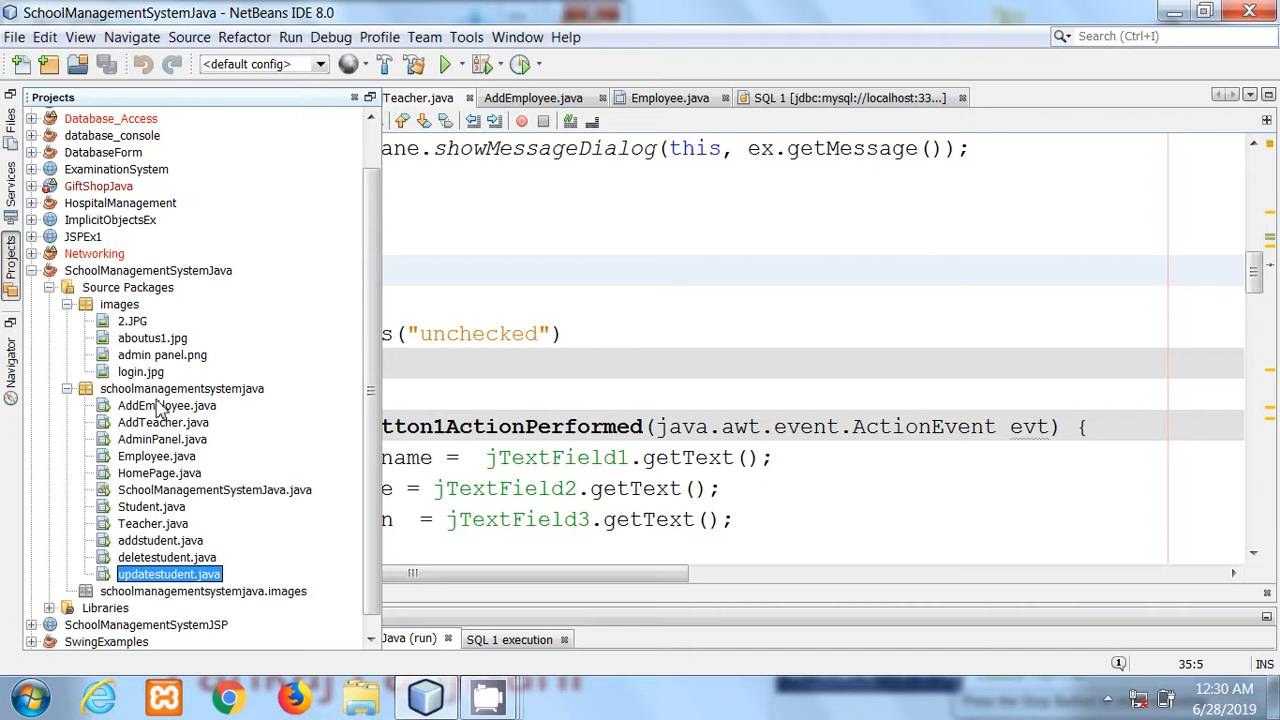 SchoolManagementSystemJava - NetBeans IDE 8.0
File Edit View Navigate Source Refactor Run Debug Profile Team Tools Window Help
Search (Ctrl+I)
<default config>
Projects
Teacher.java AddEmployee.java Employee.java SQL 1 [jdbc:mysql://localhost:33...]
Files
Services
Projects
Navigator
Database_Access
database_console
DatabaseForm
ExaminationSystem
GiftShopJava
HospitalManagement
ImplicitObjectsEx
JSPEx1
Networking
SchoolManagementSystemJava
Source Packages
images
2.JPG
aboutus1.jpg
admin panel.png
login.jpg
schoolmanagementsystemjava
AddEmployee.java
AddTeacher.java
AdminPanel.java
Employee.java
HomePage.java
SchoolManagementSystemJava.java
Student.java
Teacher.java
addstudent.java
deletestudent.java
updatestudent.java
schoolmanagementsystemjava.images
Libraries
SchoolManagementSystemJSP
SwingExamples
ane.showMessageDialog(this, ex.getMessage());
s("unchecked")
tton1ActionPerformed(java.awt.event.ActionEvent evt) {
name = jTextField1.getText();
e = jTextField2.getText();
n = jTextField3.getText();
Java (run) SQL 1 execution
1 35:5 INS
12:30 AM
6/28/2019